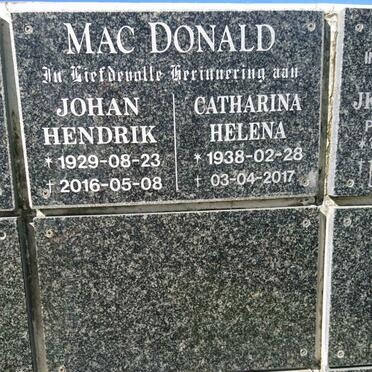 MAC DONALD
In Liefdevolle Herinnering aan
JOHAN
HENDRIK
* 1929-08-23
† 2016-05-08
CATHARINA
HELENA
* 1938-02-28
† 03-04-2017